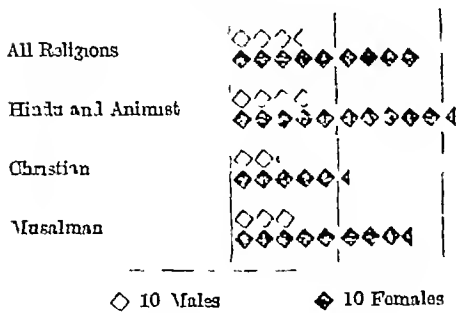 All Religions
Hindu and Animist
Christian
Musalman
10 Males 10 Females